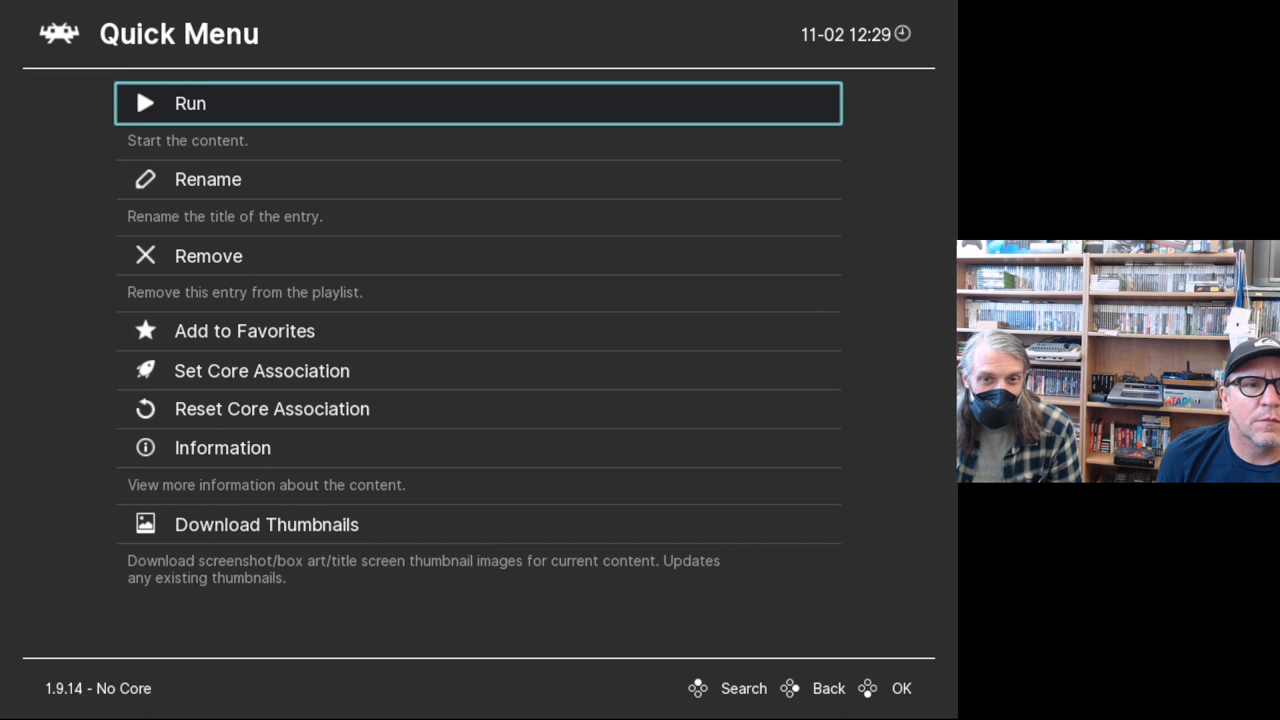 Quick Menu
11-02 12:29
Run
Start the content.
Rename
Rename the title of the entry.
Remove
Remove this entry from the playlist.
Add to Favorites
Set Core Association
Reset Core Association
Information
View more information about the content.
Download Thumbnails
Download screenshot/box art/title screen thumbnail images for current content. Updates
any existing thumbnails.
1.9.14 - No Core
Search Back OK
ATARI